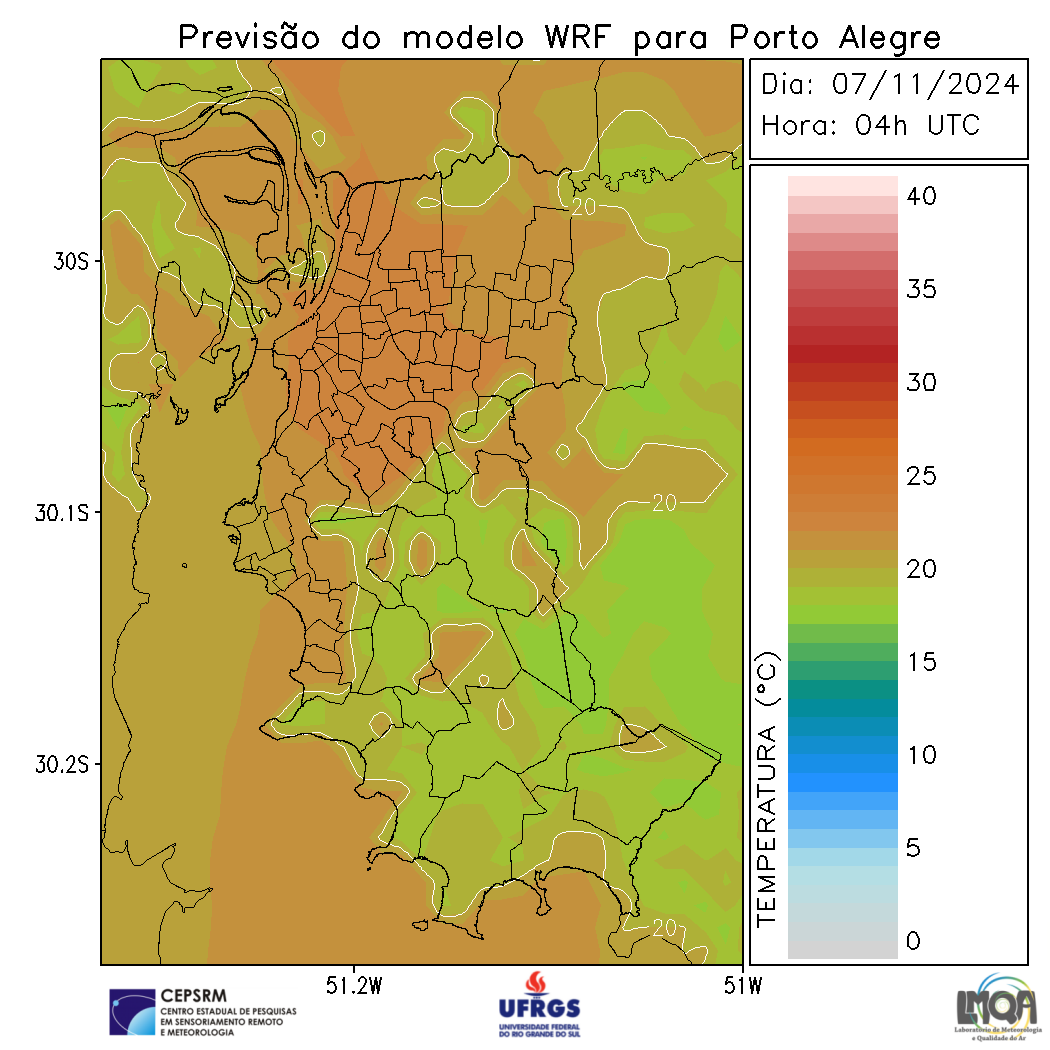 Previsão do modelo WRF para Porto Alegre
Dia: 07/11/2024
Hora: 04h UTC
40
35
30
25
20
15
10
5
0
TEMPERATURA (°C)
30S
30.1S
30.2S
51.2W
51W
20
20
20
CEPSRM
CENTRO ESTADUAL DE PESQUISAS
EM SENSORIAMENTO REMOTO
E METEOROLOGIA
UFRGS
UNIVERSIDADE FEDERAL
DO RIO GRANDE DO SUL
LMQA
Laboratório de Meteorologia
e Qualidade do Ar